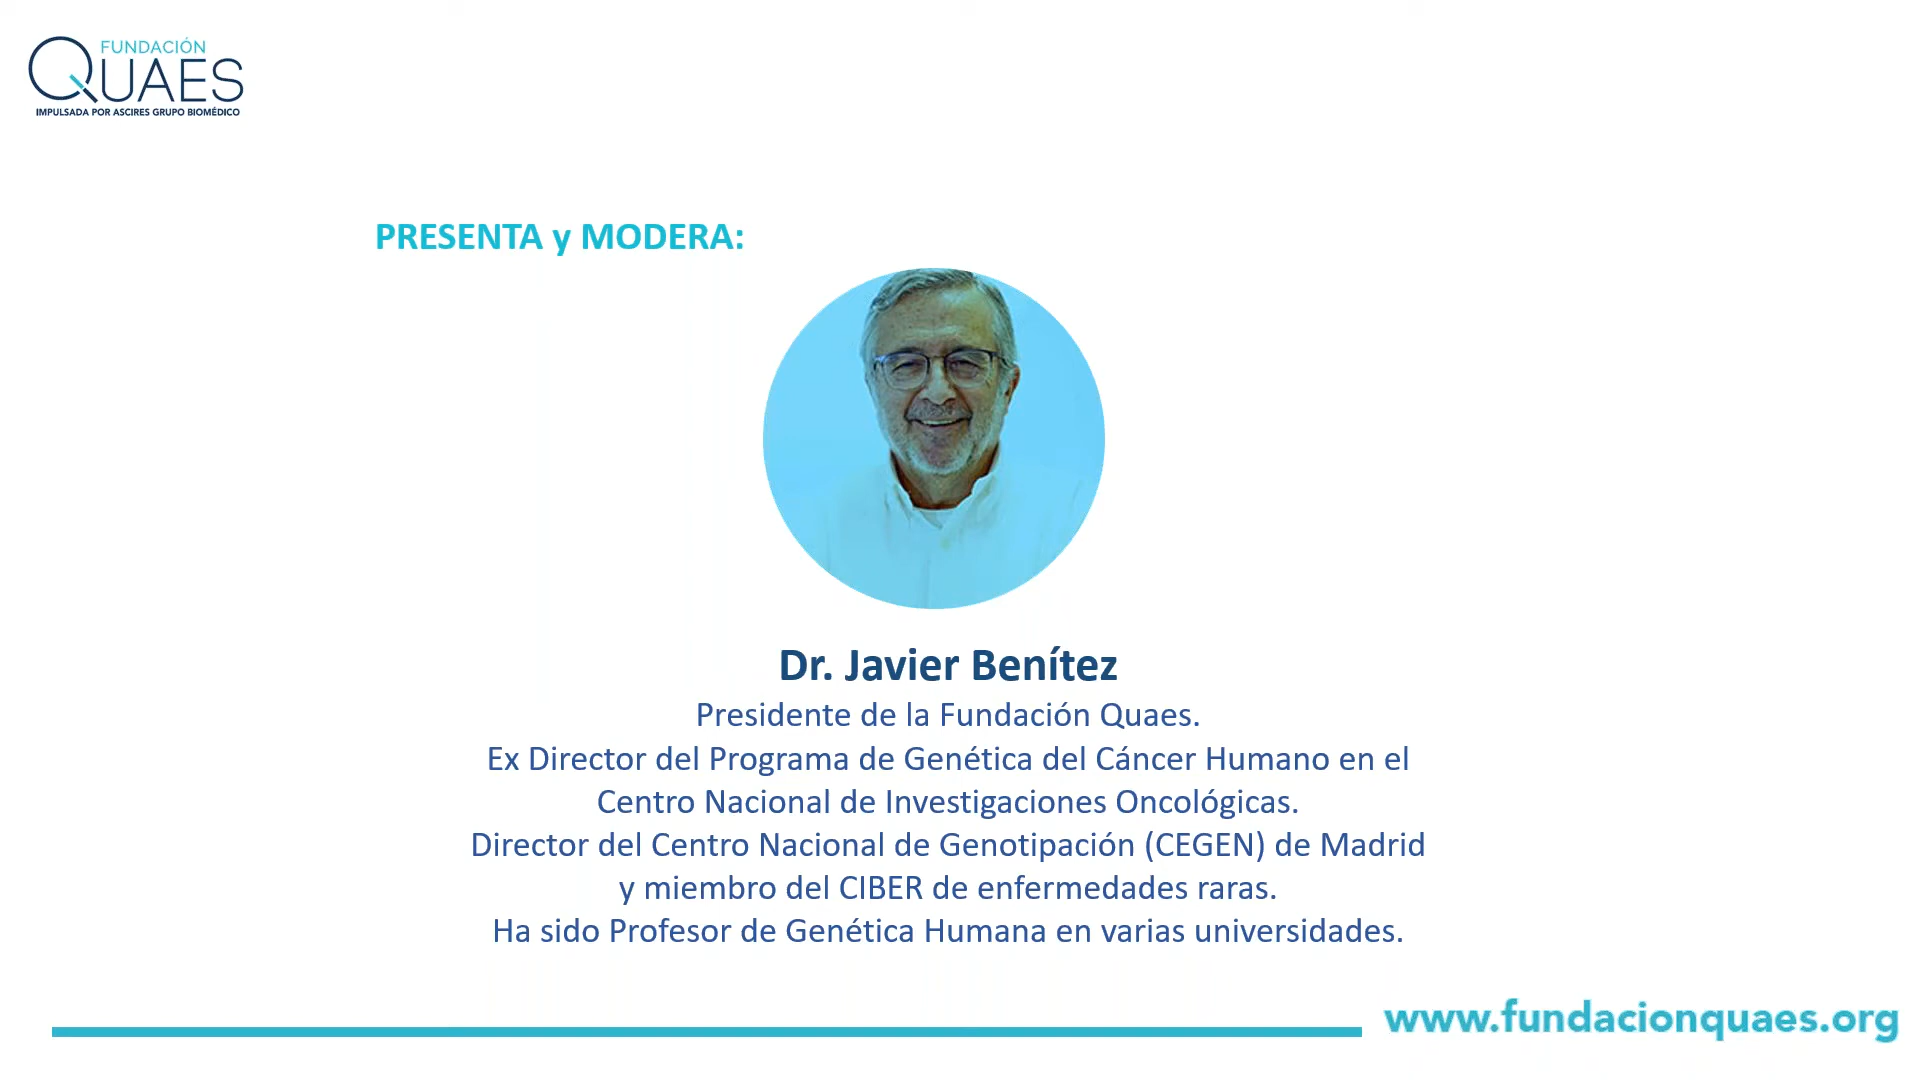 FUNDACIÓN
QUAES
IMPULSADA POR ASCIRES GRUPO BIOMÉDICO
PRESENTA y MODERA:
Dr. Javier Benítez
Presidente de la Fundación Quaes.
Ex Director del Programa de Genética del Cáncer Humano en el
Centro Nacional de Investigaciones Oncológicas.
Director del Centro Nacional de Genotipación (CEGEN) de Madrid
y miembro del CIBER de enfermedades raras.
Ha sido Profesor de Genética Humana en varias universidades.
www.fundacionquaes.org